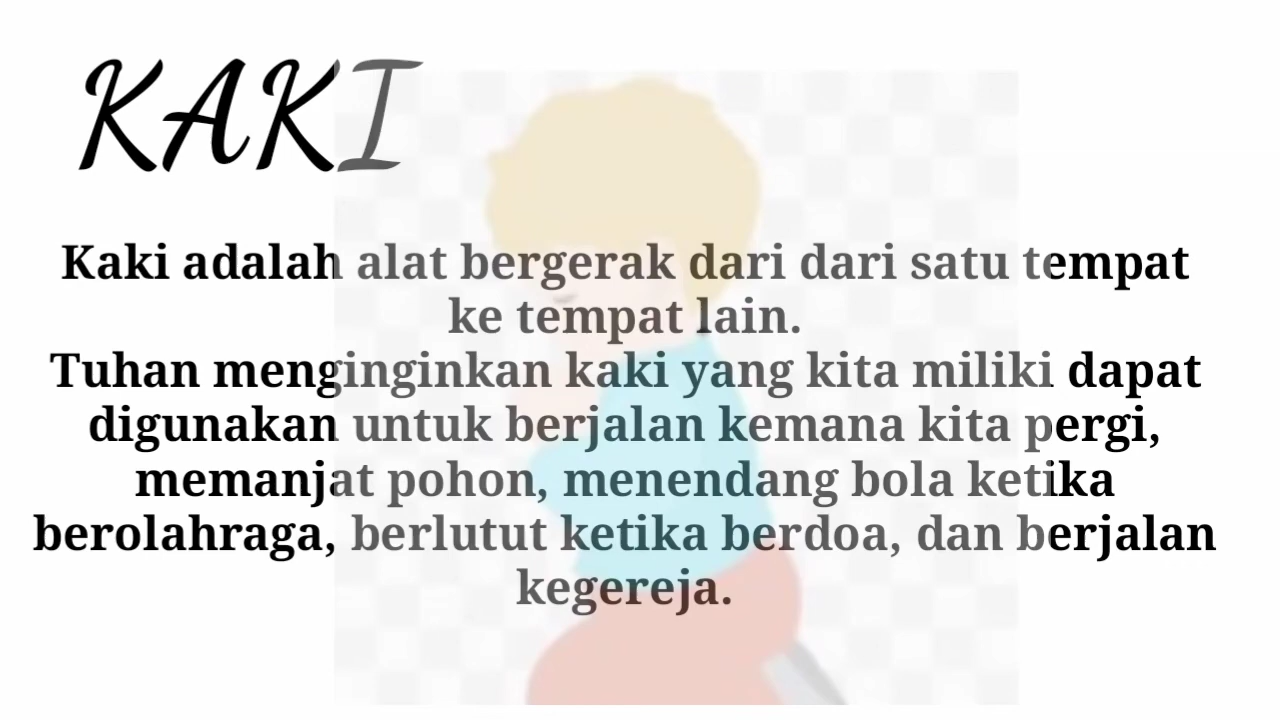 KAKI
Kaki adalah alat bergerak dari dari satu tempat
ke tempat lain.
Tuhan menginginkan kaki yang kita miliki dapat
digunakan untuk berjalan kemana kita pergi,
memanjat pohon, menendang bola ketika
berolahraga, berlutut ketika berdoa, dan berjalan
kegereja.